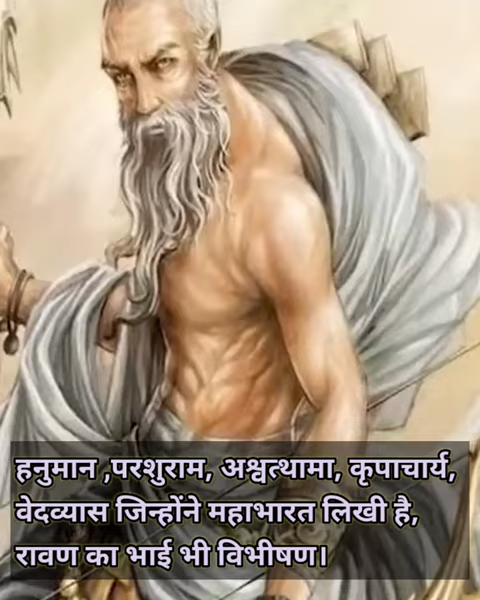 हनुमान ,परशुराम, अश्वत्थामा, कृपाचार्य,
वेदव्यास जिन्होंने महाभारत लिखी है,
रावण का भाई भी विभीषण।